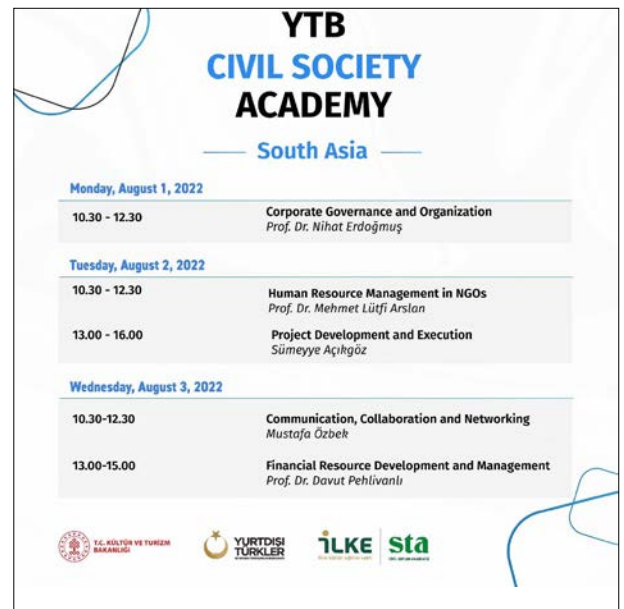 YTB
CIVIL SOCIETY
ACADEMY
South Asia
Monday, August 1, 2022
10.30 - 12.30
Corporate Governance and Organization
Prof. Dr. Nihat Erdoğmuş
Tuesday, August 2, 2022
10.30 - 12.30
Human Resource Management in NGOs
Prof. Dr. Mehmet Lütfi Arslan
13.00 - 16.00
Project Development and Execution
Sümeyye Açıkgöz
Wednesday, August 3, 2022
10.30-12.30
Communication, Collaboration and Networking
Mustafa Özbek
13.00-15.00
Financial Resource Development and Management
Prof. Dr. Davut Pehlivanlı
T.C. KÜLTÜR VE TURİZM
BAKANLIĞI
YURTDIŞI
TÜRKLER
İLKE
sta